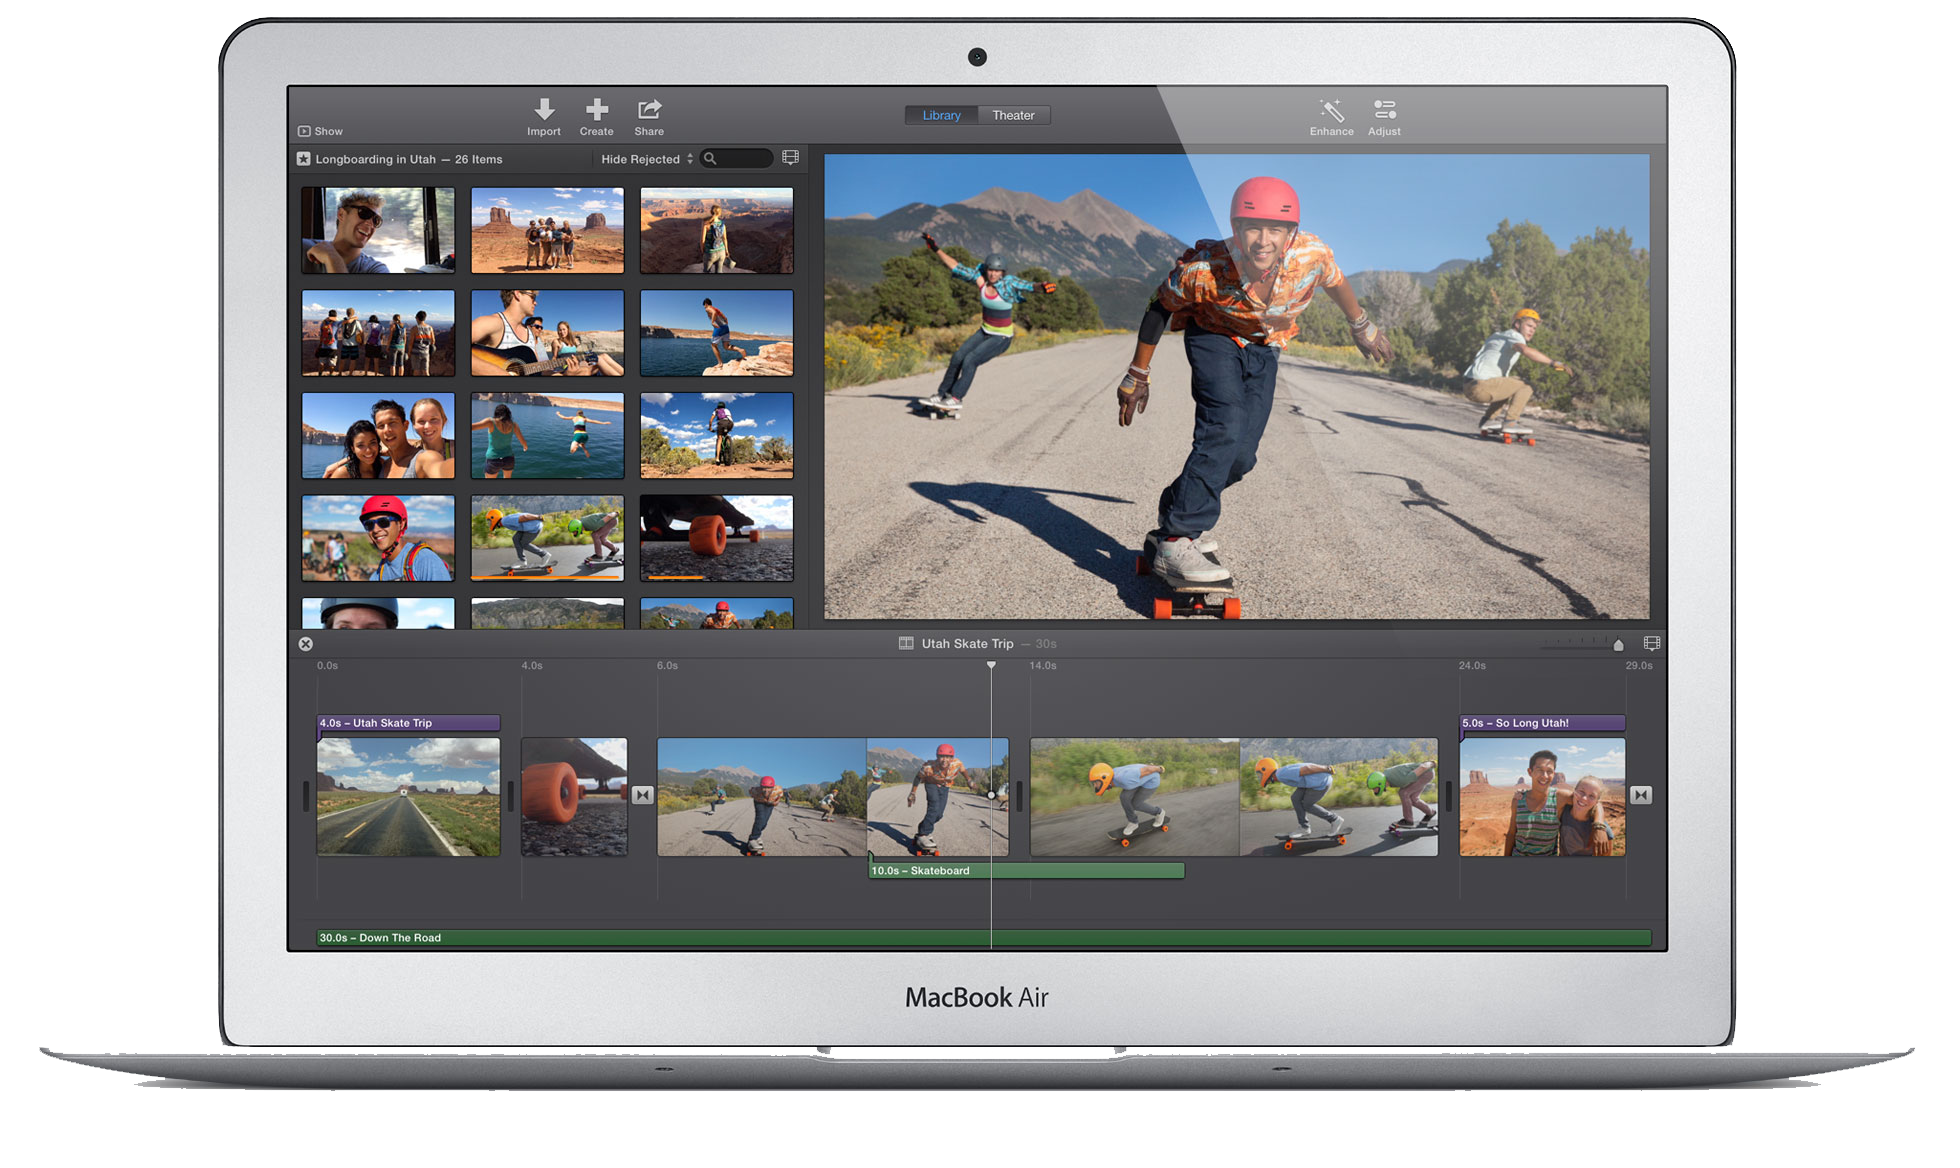 Show
Import
Create
Share
Library
Theater
Enhance
Adjust
Longboarding in Utah — 26 Items
Hide Rejected
Utah Skate Trip — 30s
0.0s
4.0s
6.0s
14.0s
24.0s
29.0s
4.0s – Utah Skate Trip
5.0s – So Long Utah!
10.0s – Skateboard
30.0s – Down The Road
MacBook Air